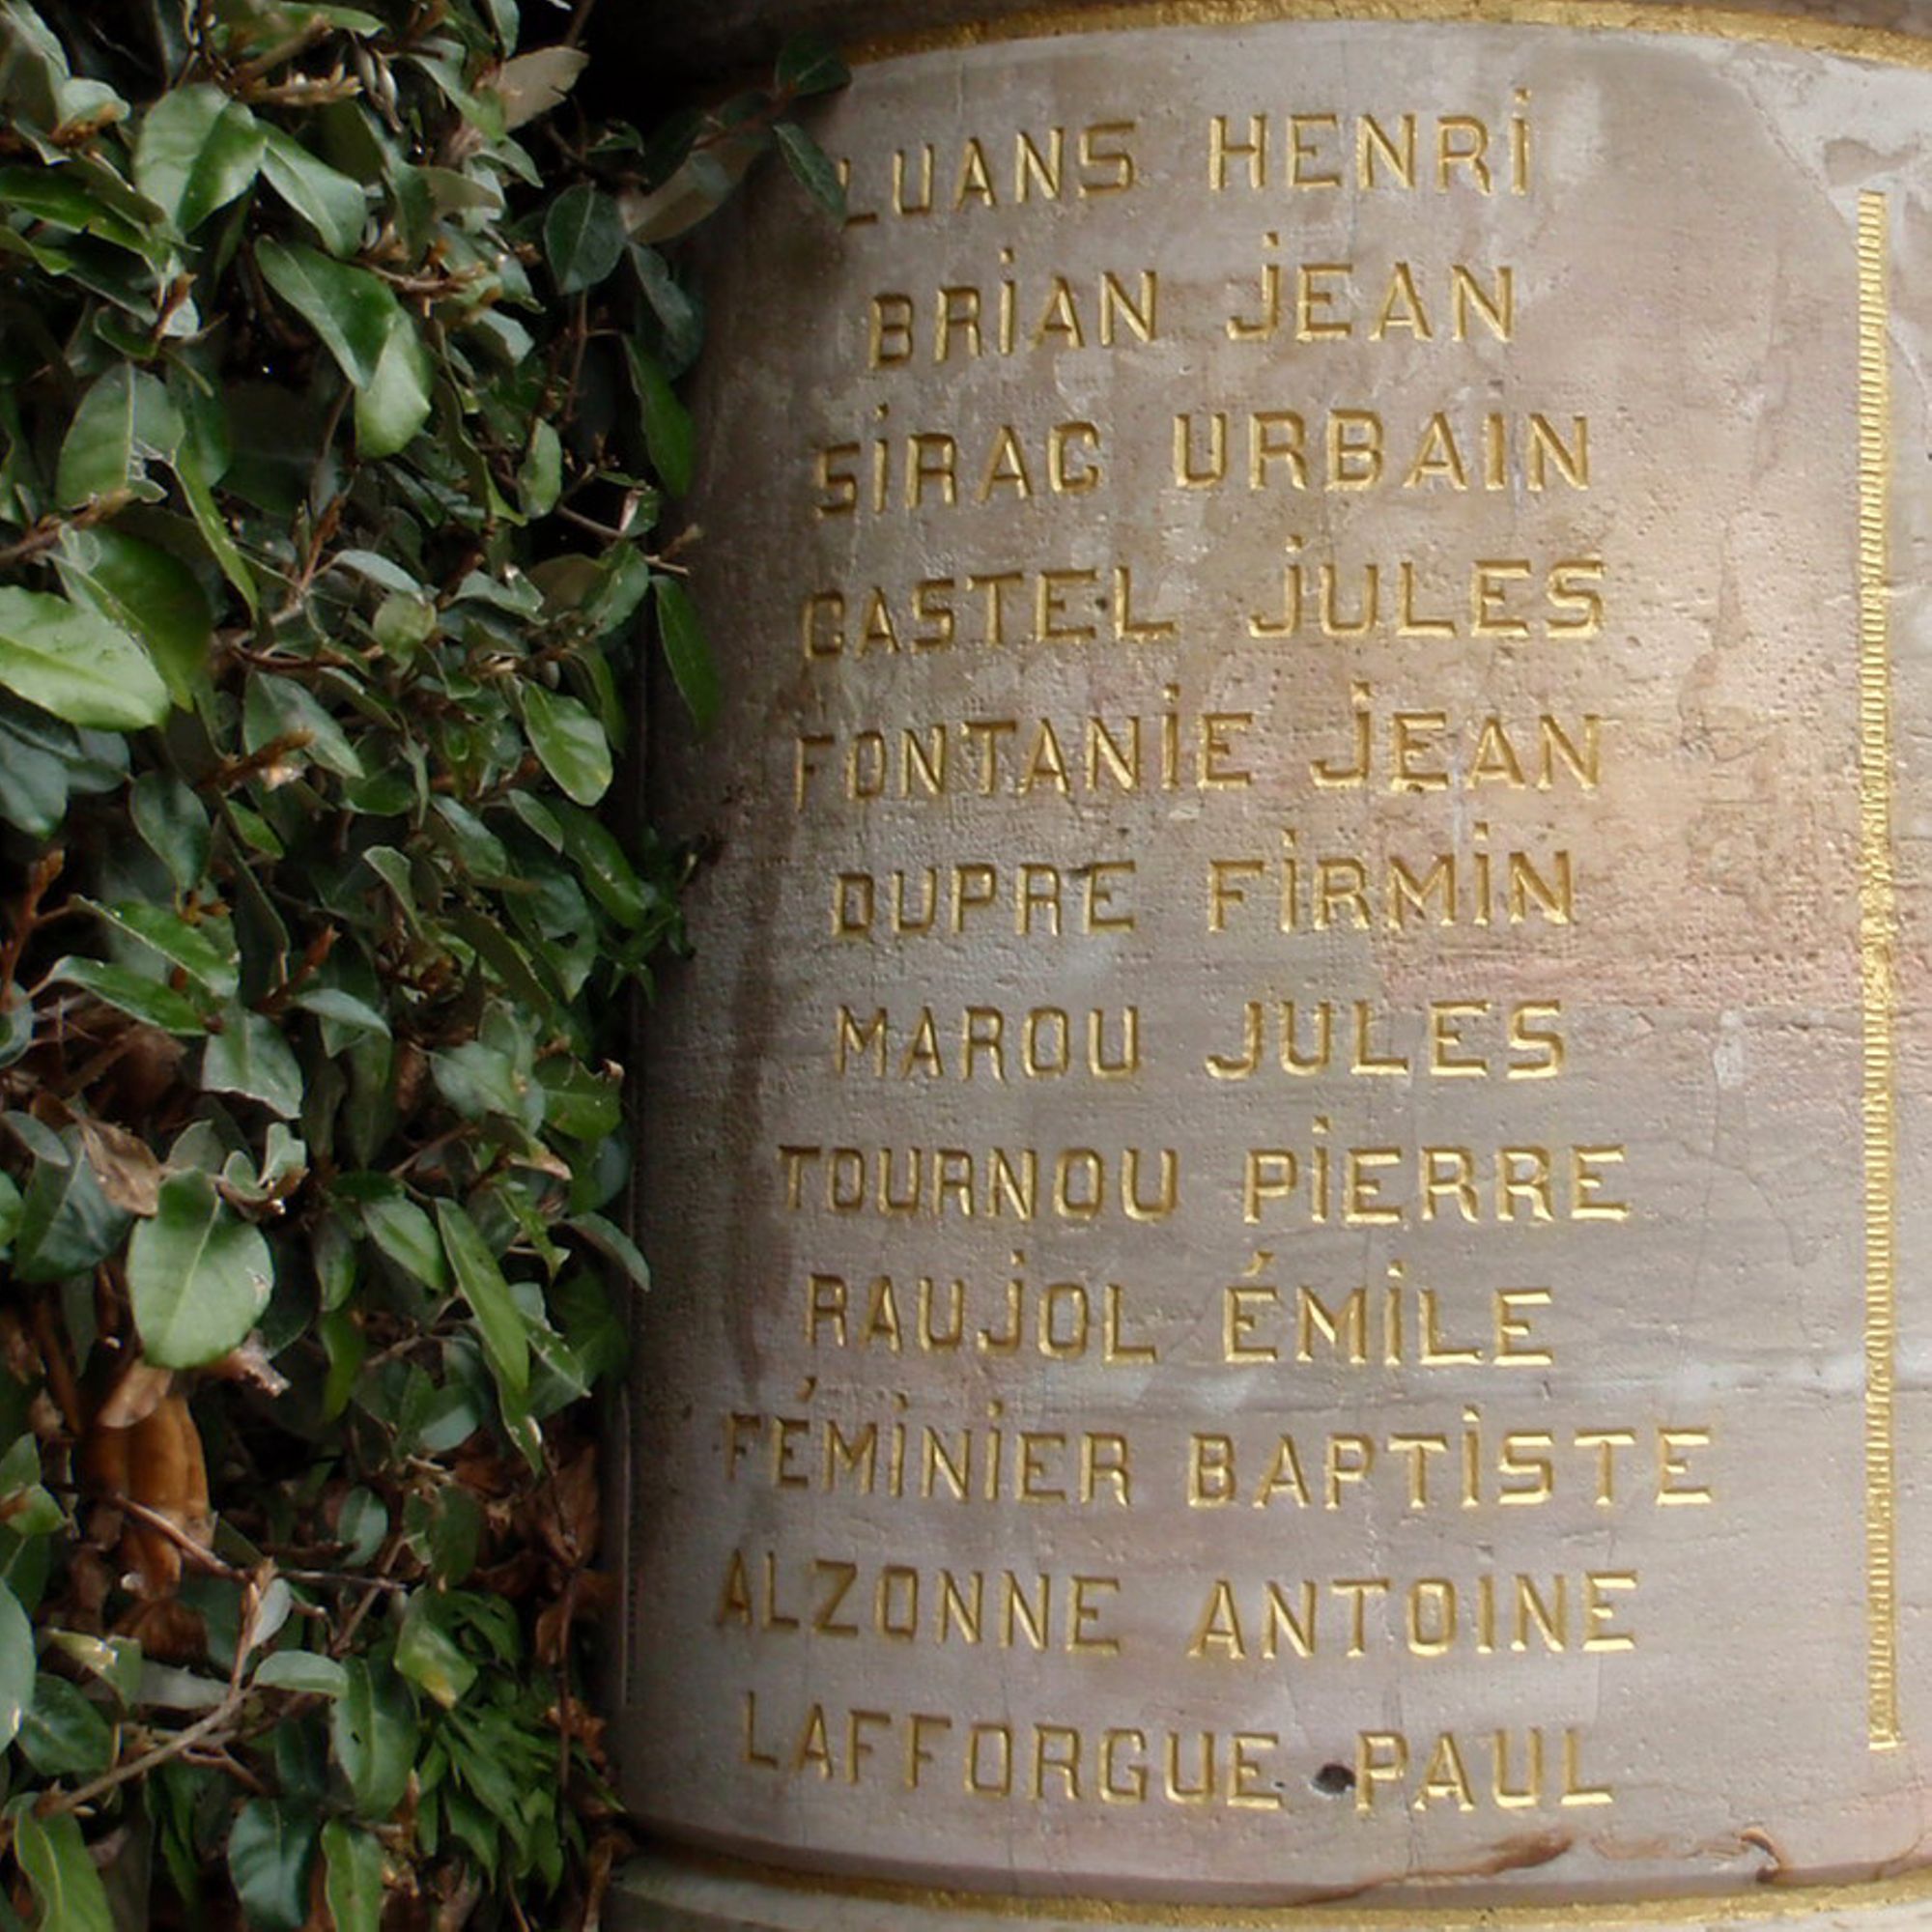 LUANS HENRi
BRiAN jEAN
SiRAC URBAIN
CASTEL jULES
FONTANiE jEAN
DUPRE FiRMiN
MAROU JULES
TOURNOU PiERRE
RAUjOL ÉMiLE
FÉMiNiER BAPTiSTE
ALZONNE ANTOINE
LAFFORGUE PAUL